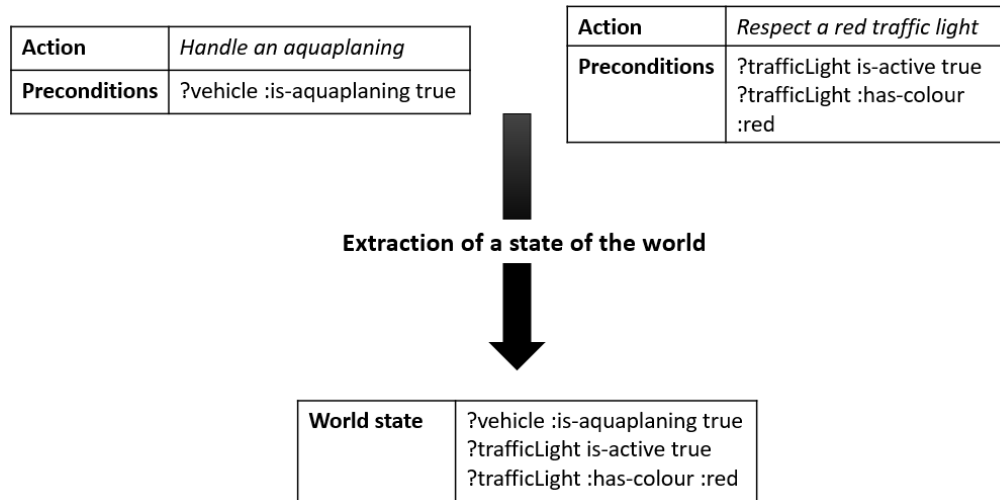 Action Handle an aquaplaning
Preconditions ?vehicle :is-aquaplaning true
Action Respect a red traffic light
Preconditions ?trafficLight is-active true
?trafficLight :has-colour
:red
Extraction of a state of the world
World state ?vehicle :is-aquaplaning true
?trafficLight is-active true
?trafficLight :has-colour :red